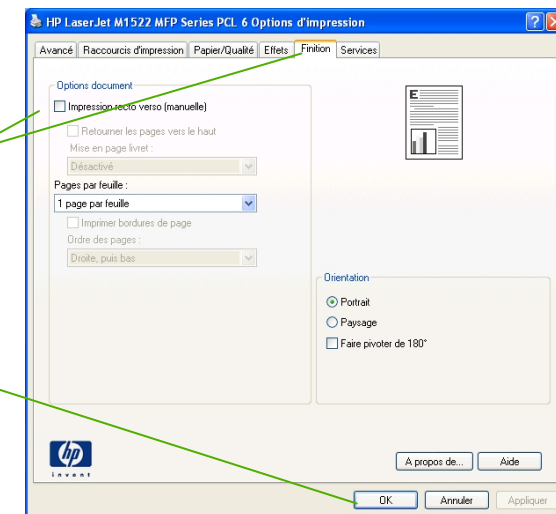 HP LaserJet M1522 MFP Series PCL 6 Options d'impression
Avancé Raccourcis d'impression Papier/Qualité Effets Finition Services
Options document
Impression recto verso (manuelle)
Retourner les pages vers le haut
Mise en page livret :
Désactivé
Pages par feuille :
1 page par feuille
Imprimer bordures de page
Ordre des pages :
Droite, puis bas
E
Orientation
Portrait
Paysage
Faire pivoter de 180°
hp
invent
A propos de... Aide
OK Annuler Appliquer